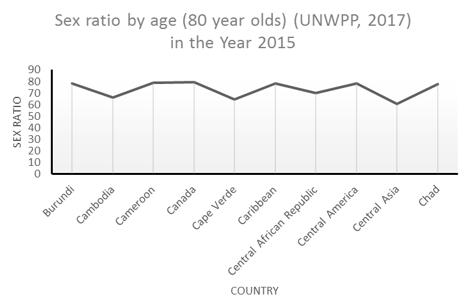 Sex ratio by age (80 year olds) (UNWPP, 2017)
in the Year 2015
90
80
70
60
50
40
30
20
10
0
SEX RATIO
Burundi
Cambodia
Cameroon
Canada
Cape Verde
Caribbean
Central African Republic
Central America
Central Asia
Chad
COUNTRY